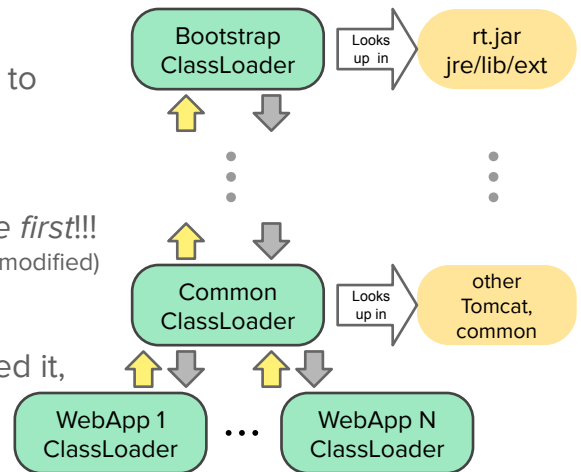 Bootstrap
ClassLoader
Looks
up in
rt.jar
jre/lib/ext
to
e first!!!
modified)
Common
ClassLoader
Looks
up in
other
Tomcat,
common
ed it,
WebApp 1
ClassLoader
...
WebApp N
ClassLoader